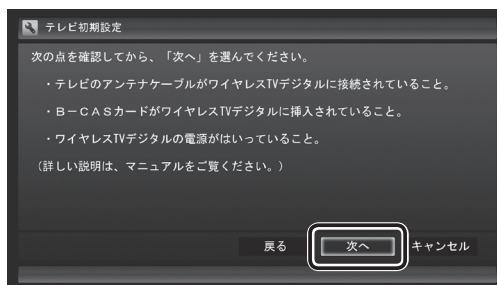 テレビ初期設定
次の点を確認してから、「次へ」を選んでください。
・テレビのアンテナケーブルがワイヤレスTVデジタルに接続されていること。
・B－CASカードがワイヤレスTVデジタルに挿入されていること。
・ワイヤレスTVデジタルの電源がはいっていること。
（詳しい説明は、マニュアルをご覧ください。）
戻る 次へ キャンセル